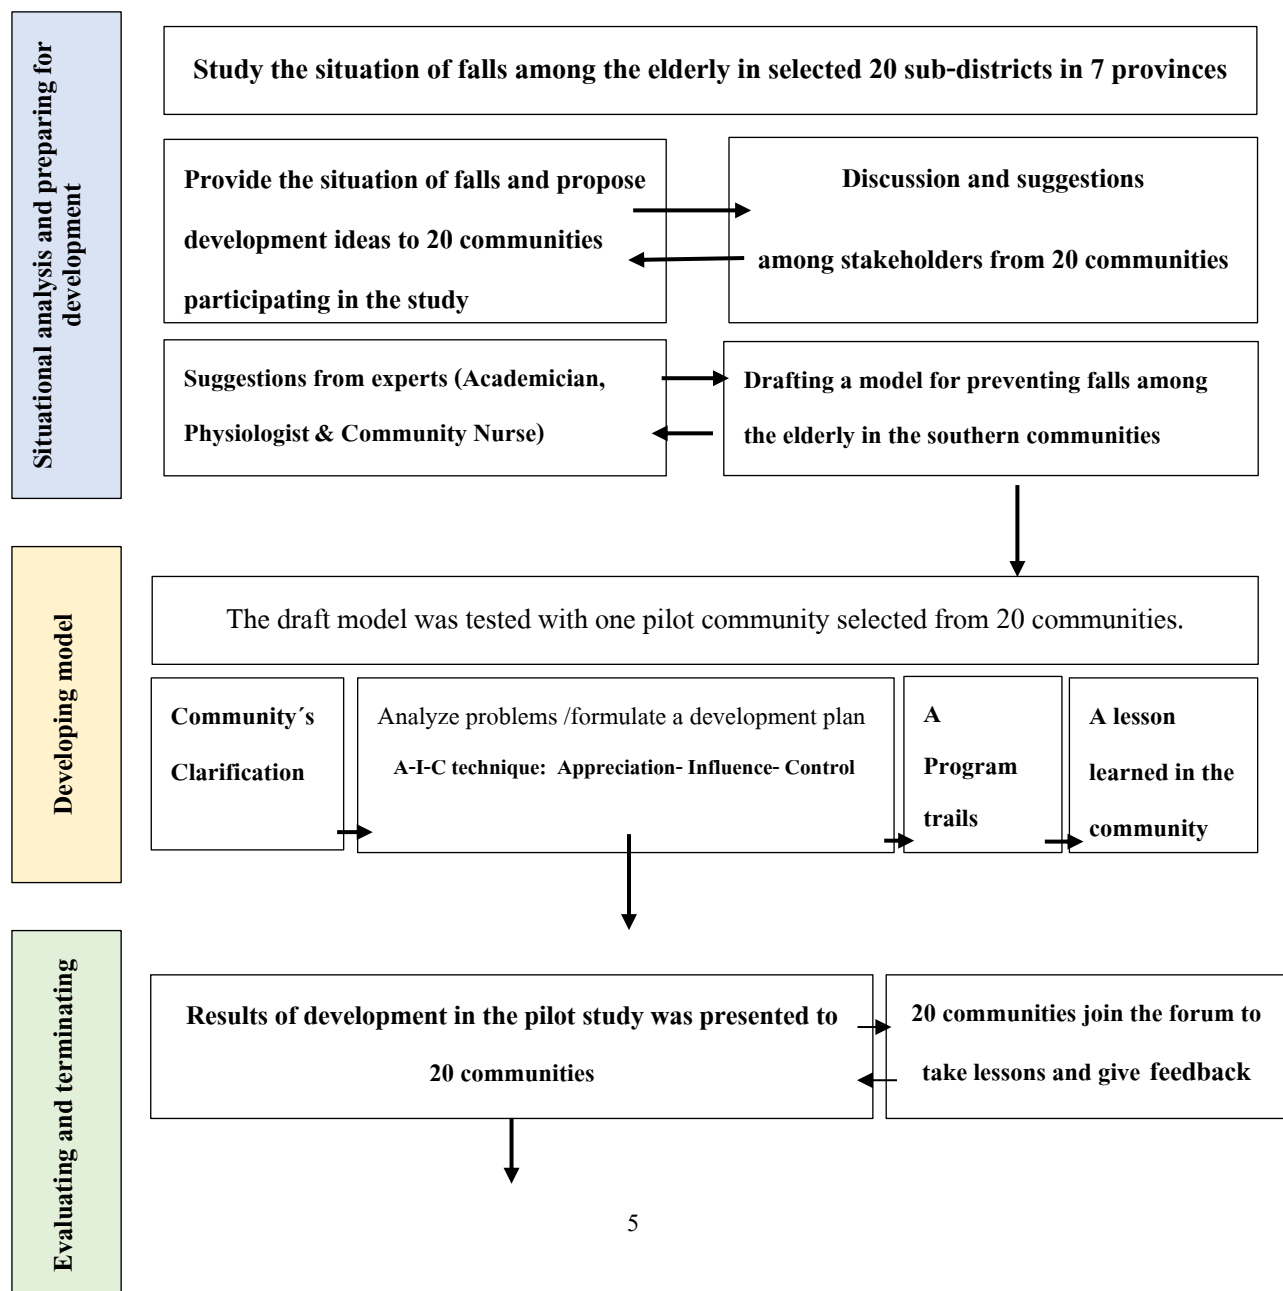 Situational analysis and preparing for
development
Study the situation of falls among the elderly in selected 20 sub-districts in 7 provinces
Provide the situation of falls and propose
development ideas to 20 communities
participating in the study
Discussion and suggestions
among stakeholders from 20 communities
Suggestions from experts (Academician,
Physiologist & Community Nurse)
Drafting a model for preventing falls among
the elderly in the southern communities
Developing model
The draft model was tested with one pilot community selected from 20 communities.
Community´s
Clarification
Analyze problems /formulate a development plan
A-I-C technique: Appreciation- Influence- Control
A
Program
trails
A lesson
learned in the
community
Evaluating and terminating
Results of development in the pilot study was presented to
20 communities
20 communities join the forum to
take lessons and give feedback
5